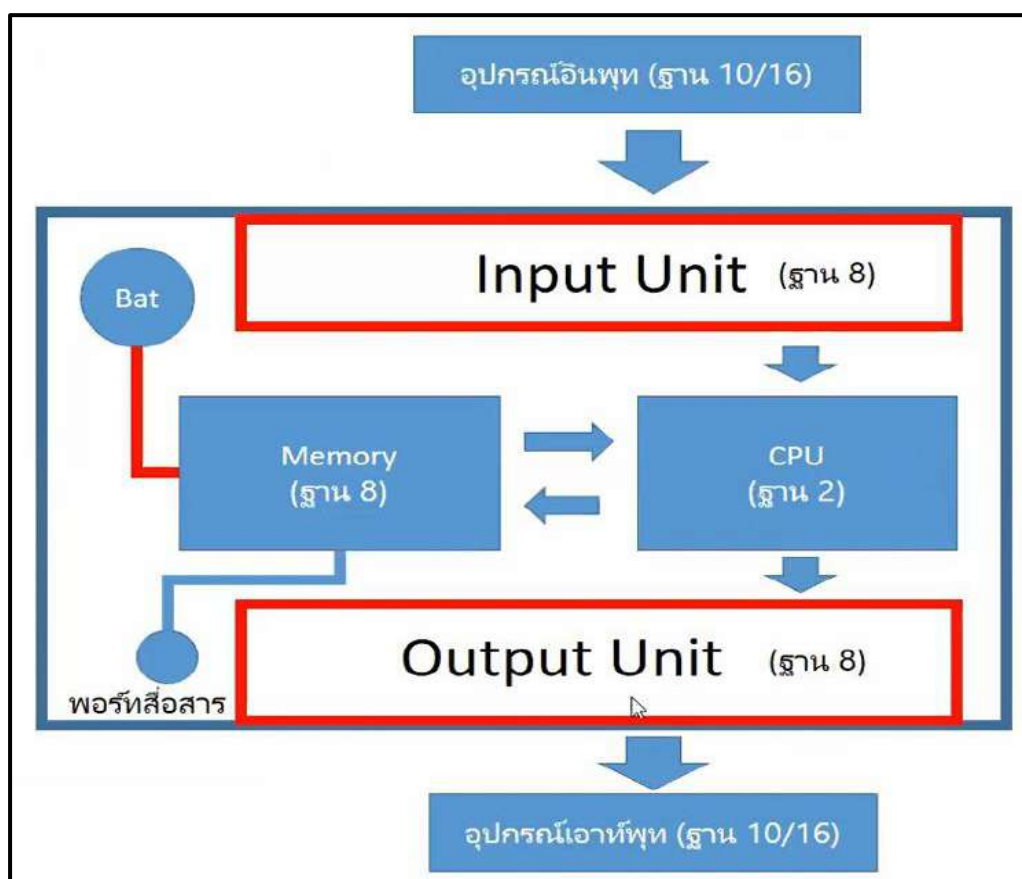 อุปกรณ์อินพุท (ฐาน 10/16)
Input Unit (ฐาน 8)
Bat
Memory
(ฐาน 8)
CPU
(ฐาน 2)
Output Unit (ฐาน 8)
พอร์ทสื่อสาร
อุปกรณ์เอาท์พุท (ฐาน 10/16)